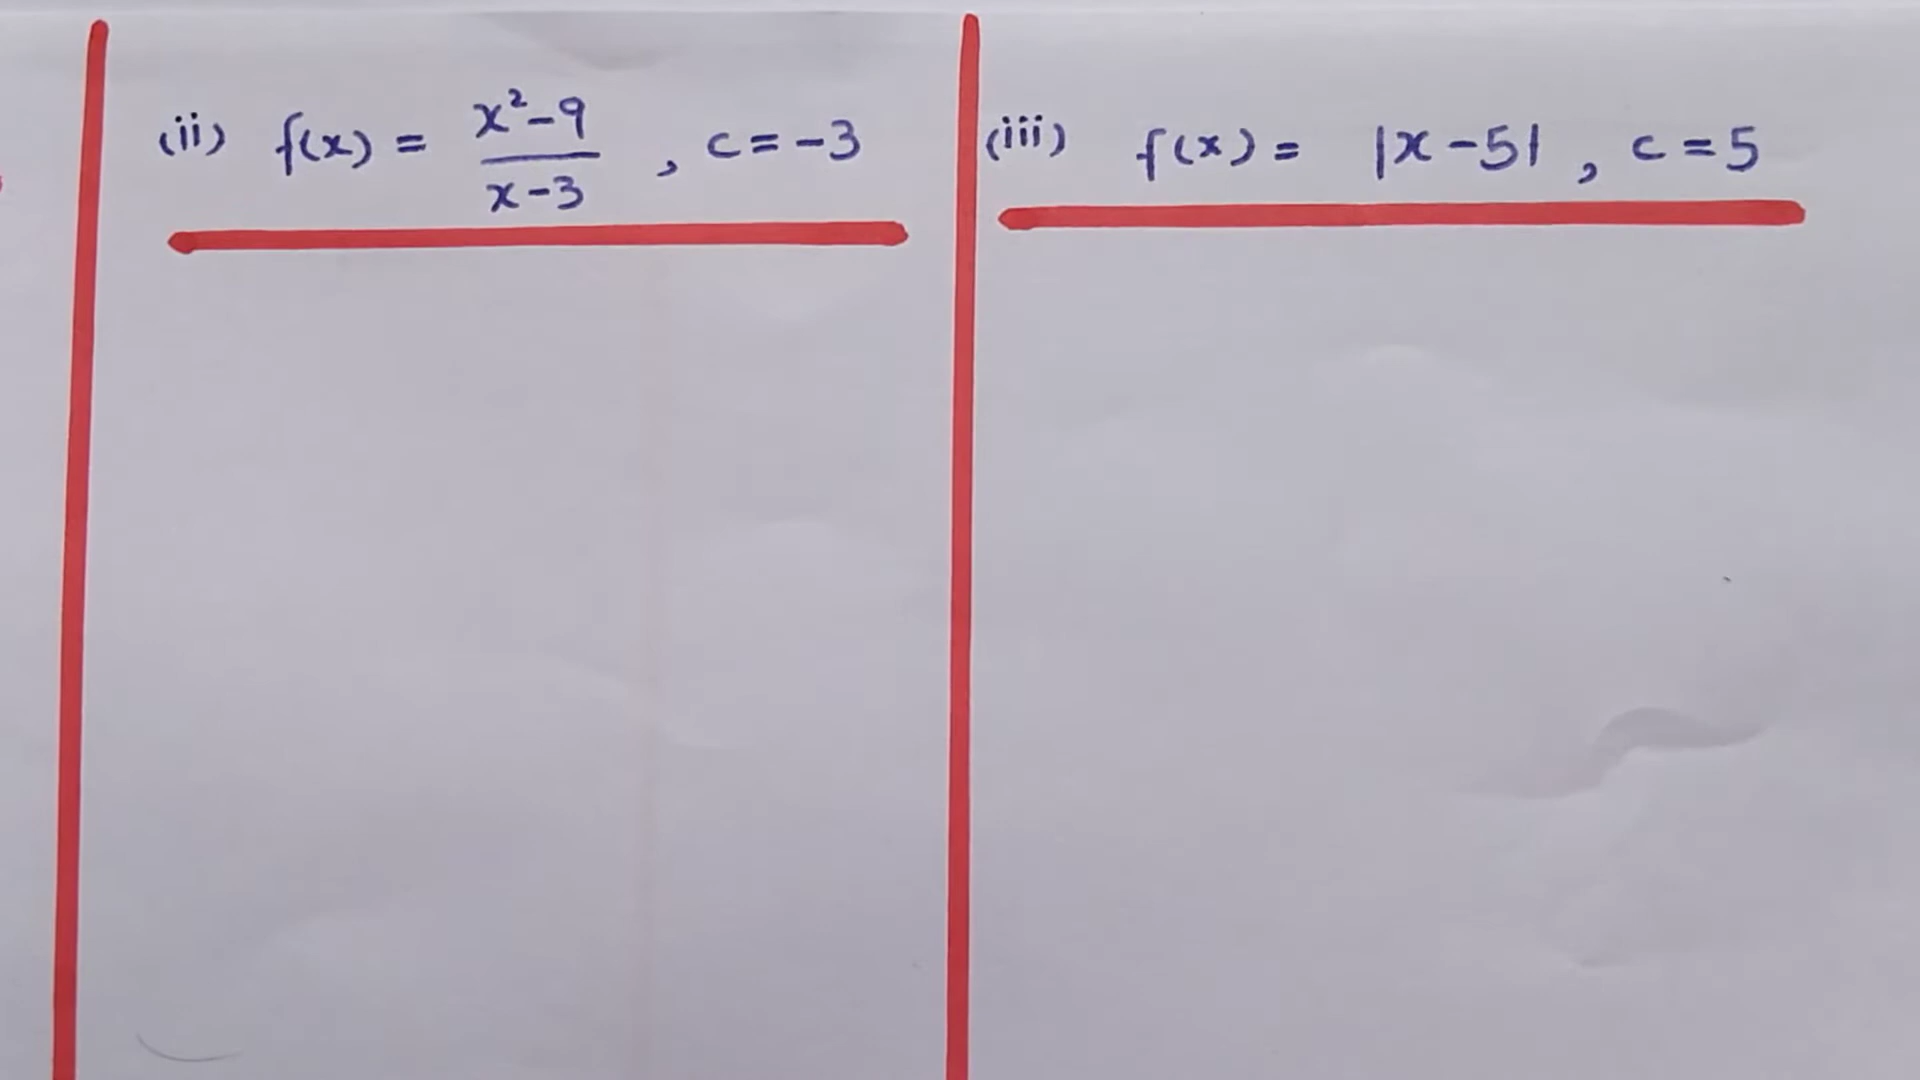 (ii) f(x) = x²-9 / x-3 , c = -3
(iii) f(x) = |x-5| , c = 5